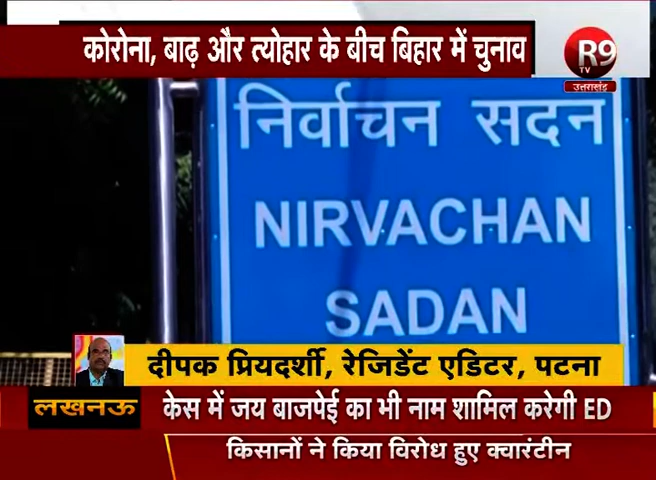 कोरोना, बाढ़ और त्योहार के बीच बिहार में चुनाव
R9
TV
उत्तराखंड
निर्वाचन सदन
NIRVACHAN
SADAN
दीपक प्रियदर्शी, रेजिडेंट एडिटर, पटना
लखनऊ
केस में जय बाजपेई का भी नाम शामिल करेगी ED
किसानों ने किया विरोध हुए क्वारंटीन